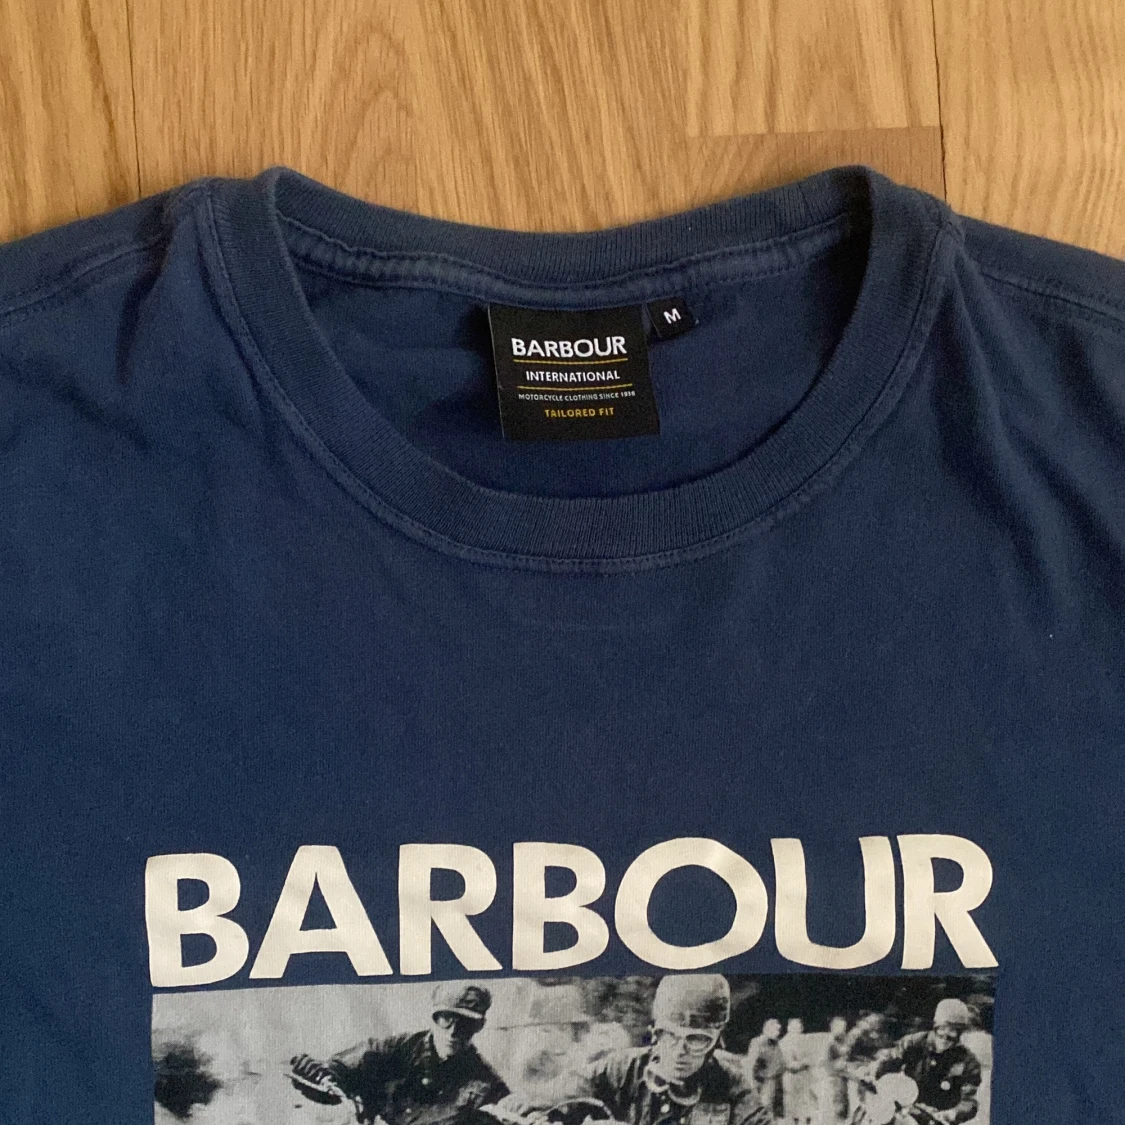 BARBOUR
INTERNATIONAL
MOTORCYCLE CLOTHING SINCE 1936
TAILORED FIT
M
BARBOUR